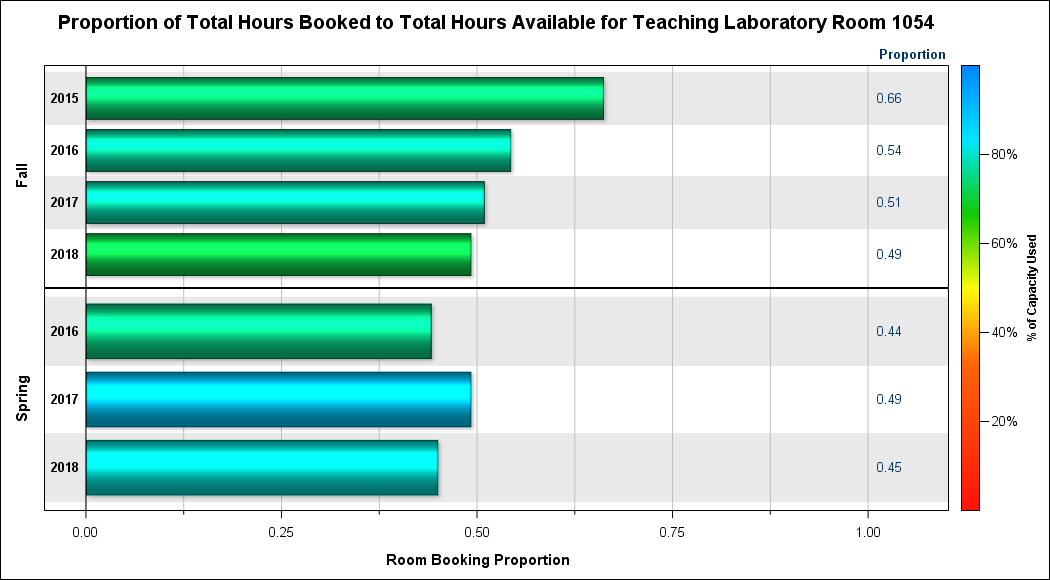 Proportion of Total Hours Booked to Total Hours Available for Teaching Laboratory Room 1054
Proportion
Fall
2015 0.66
2016 0.54
2017 0.51
2018 0.49
Spring
2016 0.44
2017 0.49
2018 0.45
0.00 0.25 0.50 0.75 1.00
Room Booking Proportion
80%
60%
40%
20%
% of Capacity Used